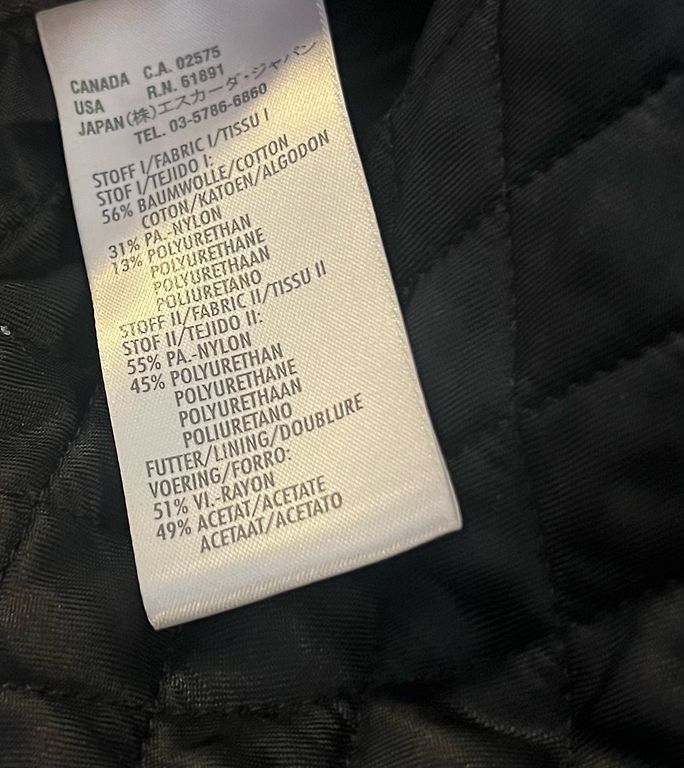 CANADA C.A. 02575
USA R.N. 61891
JAPAN(株)エスカーダ・ジャパン
TEL. 03-5786-6860
STOFF I/FABRIC I/TISSU I
STOF I/TEJIDO I:
56% BAUMWOLLE/COTTON
COTON/KATOEN/ALGODON
31% PA.-NYLON
13% POLYURETHAN
POLYURETHANE
POLYURETHAAN
POLIURETANO
STOFF II/FABRIC II/TISSU II
STOF II/TEJIDO II:
55% PA.-NYLON
45% POLYURETHAN
POLYURETHANE
POLYURETHAAN
POLIURETANO
FUTTER/LINING/DOUBLURE
VOERING/FORRO:
51% VI.-RAYON
49% ACETAT/ACETATE
ACETAAT/ACETATO